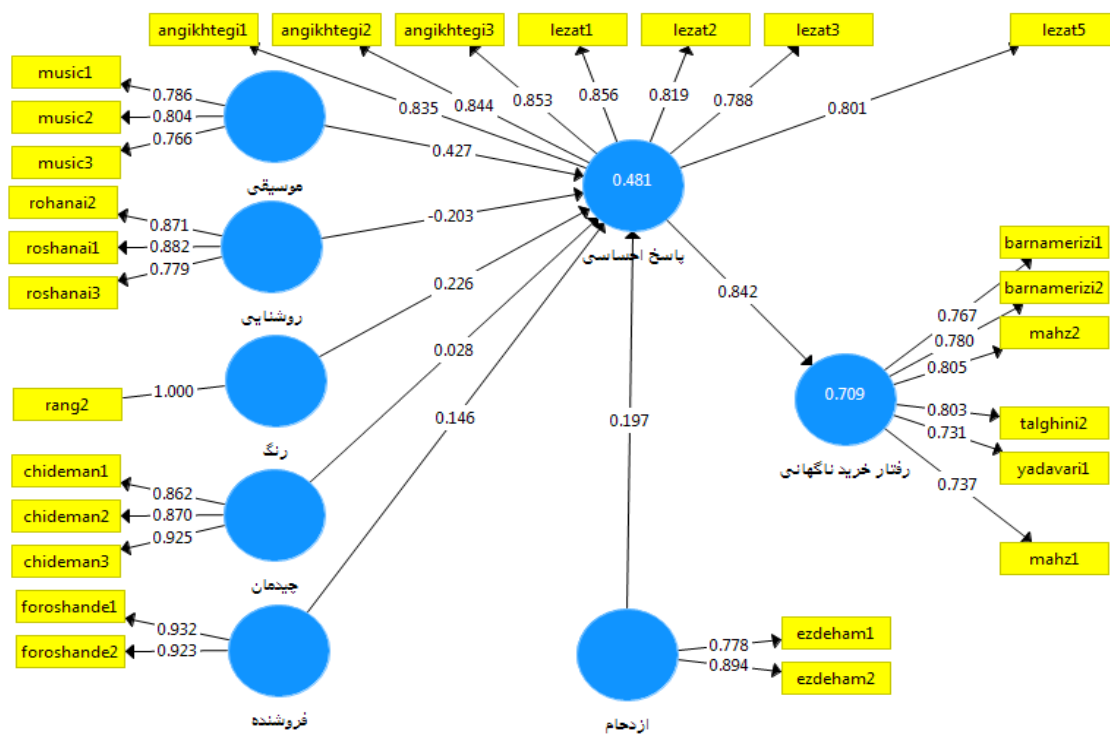 angikhtegi1
angikhtegi2
angikhtegi3
lezat1
lezat2
lezat3
lezat5
music1
music2
music3
0.786
0.804
0.766
موسیقی
0.835
0.844
0.853
0.856
0.819
0.788
0.801
0.427
0.481
پاسخ احساسی
rohanai2
roshanai1
roshanai3
0.871
0.882
0.779
روشنایی
-0.203
0.226
0.028
0.146
0.197
0.842
rang2
1.000
رنگ
barnamerizi1
barnamerizi2
mahz2
talghini2
yadavari1
mahz1
0.767
0.780
0.805
0.803
0.731
0.737
0.709
رفتار خرید ناگهانی
chideman1
chideman2
chideman3
0.862
0.870
0.925
چیدمان
foroshande1
foroshande2
0.932
0.923
فروشنده
ezdeham1
ezdeham2
0.778
0.894
ازدحام